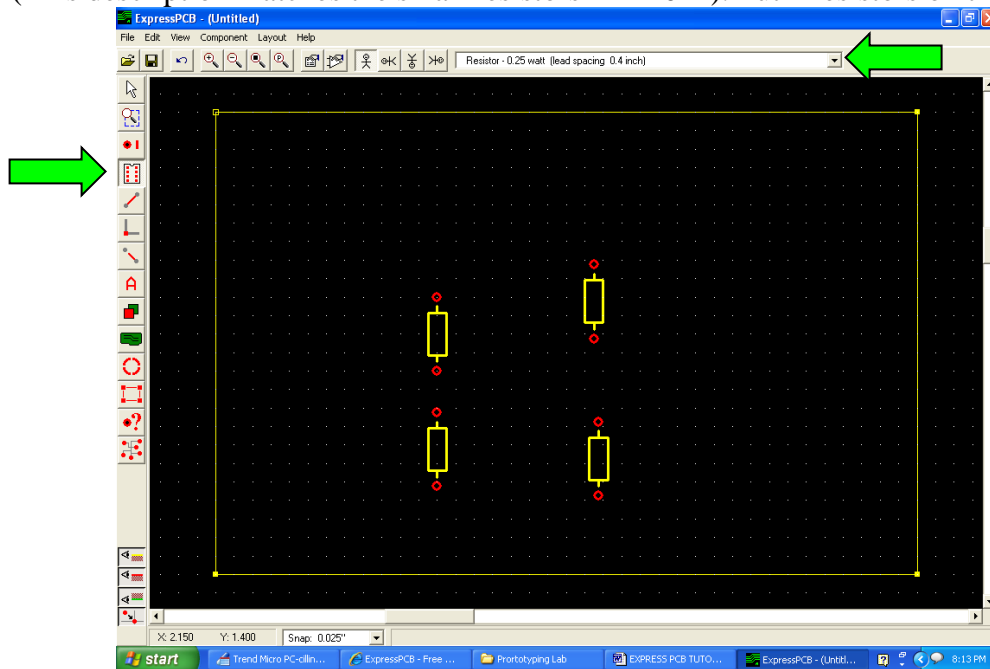 ExpressPCB - (Untitled)
File Edit View Component Layout Help
Resistor - 0.25 watt (lead spacing 0.4 inch)
A
X: 2.150 Y: 1.400 Snap: 0.025"
start Trend Micro PC-cillin... ExpressPCB - Free ... Prortotyping Lab EXPRESS PCB TUTO... ExpressPCB - (Untitl... 8:13 PM